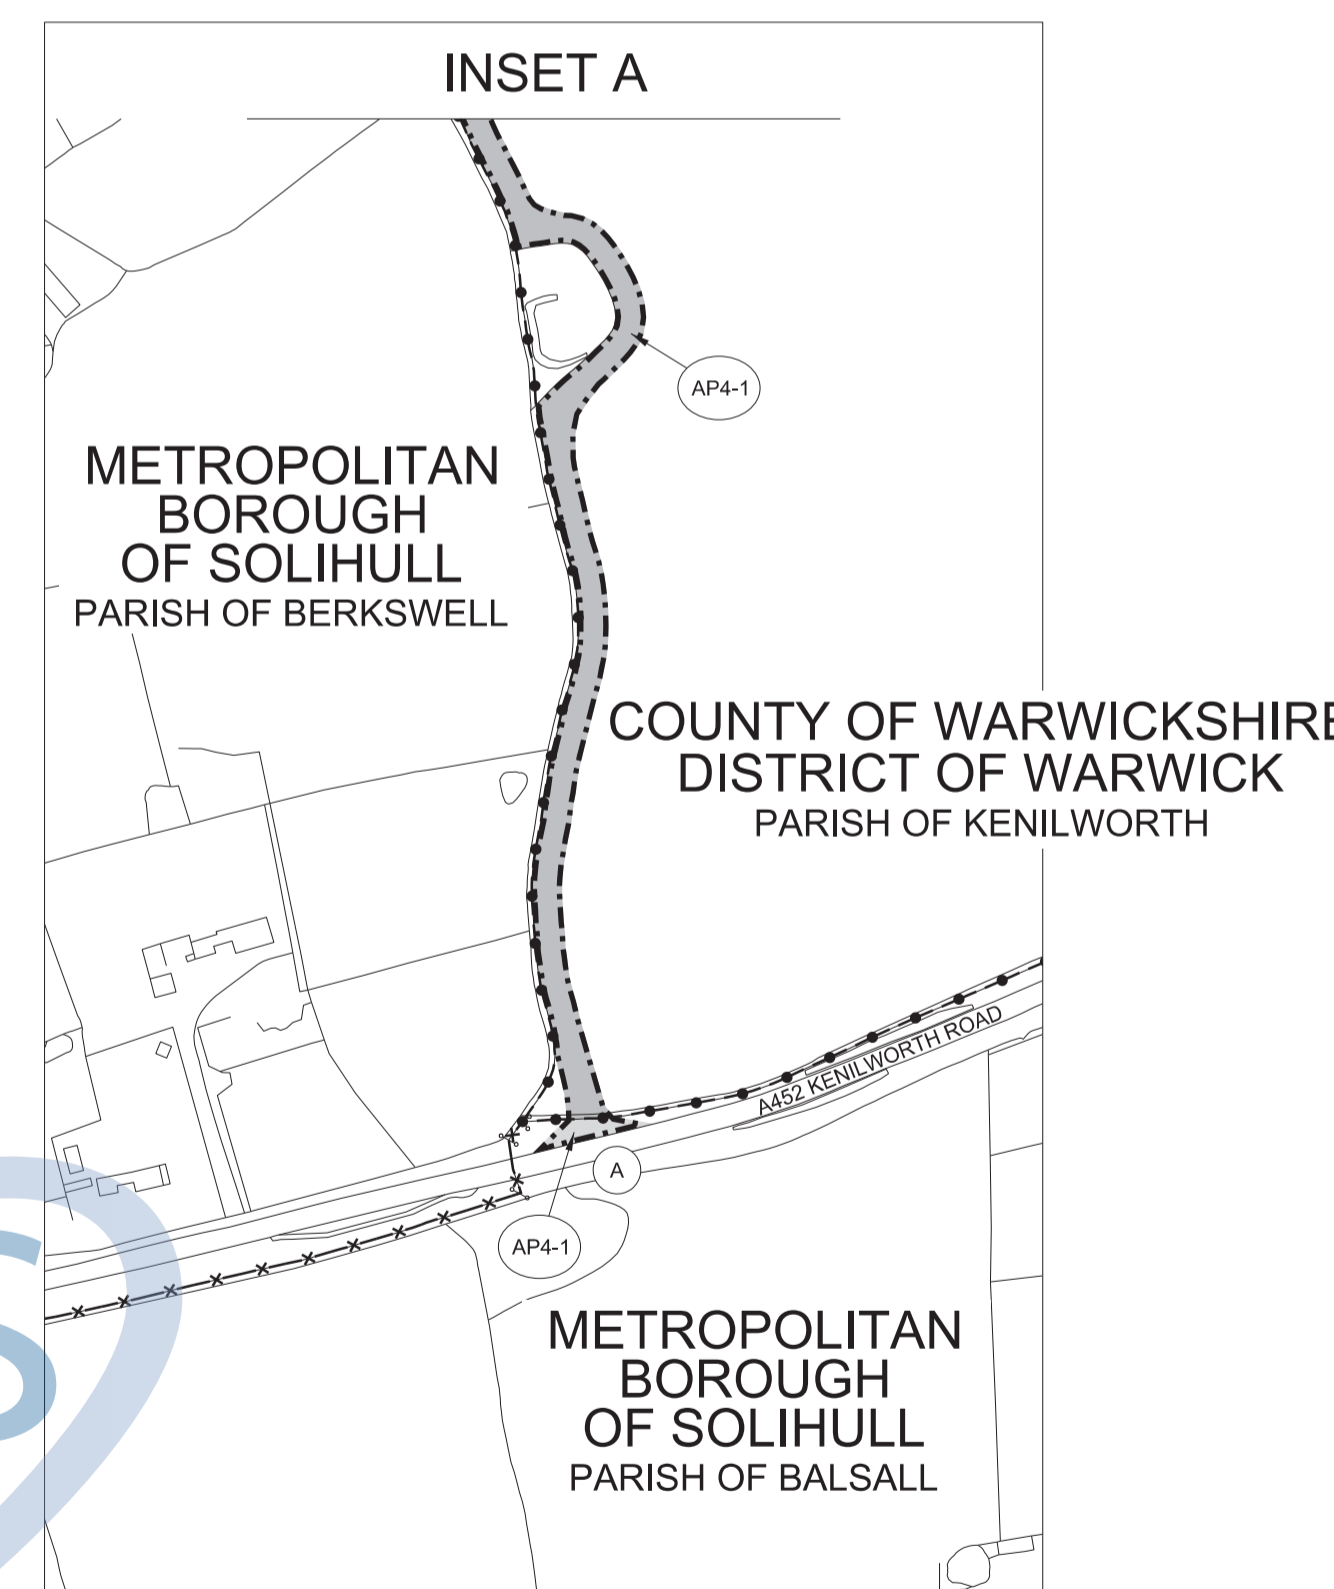 INSET A
AP4-1
METROPOLITAN
BOROUGH
OF SOLIHULL
PARISH OF BERKSWELL
COUNTY OF WARWICKSHIRE
DISTRICT OF WARWICK
PARISH OF KENILWORTH
A452 KENILWORTH ROAD
A
AP4-1
METROPOLITAN
BOROUGH
OF SOLIHULL
PARISH OF BALSALL
S